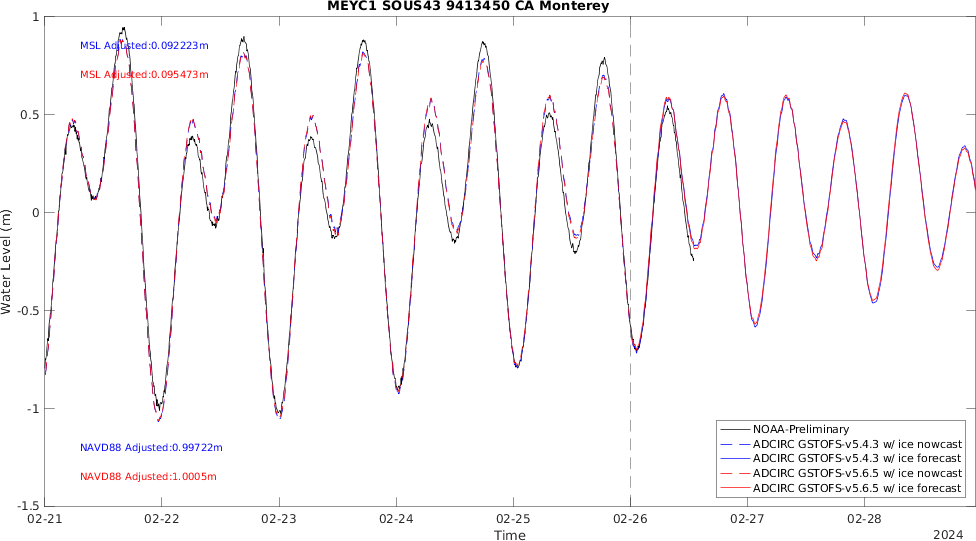 MEYC1 SOUS43 9413450 CA Monterey
1
MSL Adjusted:0.092223m
MSL Adjusted:0.095473m
0.5
0
Water Level (m)
-0.5
-1
NAVD88 Adjusted:0.99722m
NAVD88 Adjusted:1.0005m
NOAA-Preliminary
ADCIRC GSTOFS-v5.4.3 w/ ice nowcast
ADCIRC GSTOFS-v5.4.3 w/ ice forecast
ADCIRC GSTOFS-v5.6.5 w/ ice nowcast
ADCIRC GSTOFS-v5.6.5 w/ ice forecast
-1.5
02-21 02-22 02-23 02-24 02-25 02-26 02-27 02-28
Time
2024